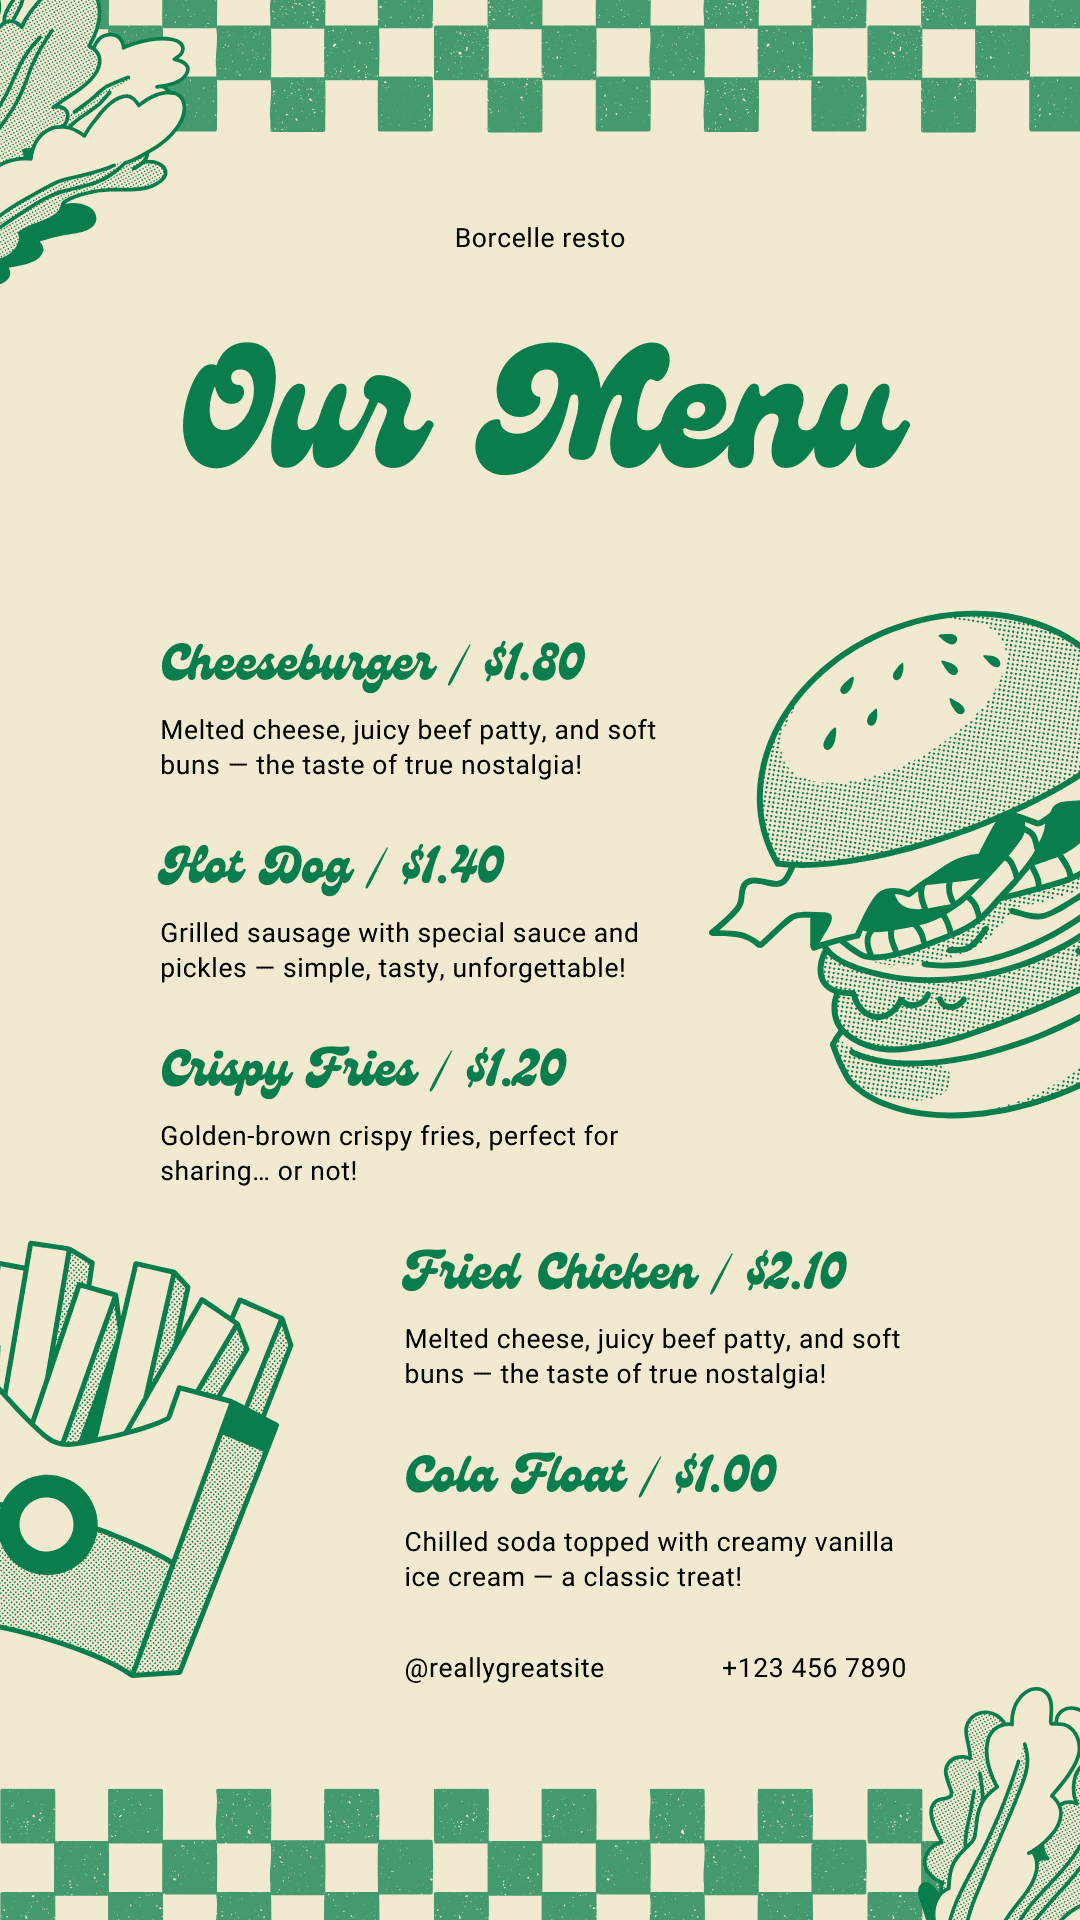 Borcelle resto
Our Menu
Cheeseburger / $1.80
Melted cheese, juicy beef patty, and soft
buns — the taste of true nostalgia!
Hot Dog / $1.40
Grilled sausage with special sauce and
pickles — simple, tasty, unforgettable!
Crispy Fries / $1.20
Golden-brown crispy fries, perfect for
sharing… or not!
Fried Chicken / $2.10
Melted cheese, juicy beef patty, and soft
buns — the taste of true nostalgia!
Cola Float / $1.00
Chilled soda topped with creamy vanilla
ice cream — a classic treat!
@reallygreatsite +123 456 7890